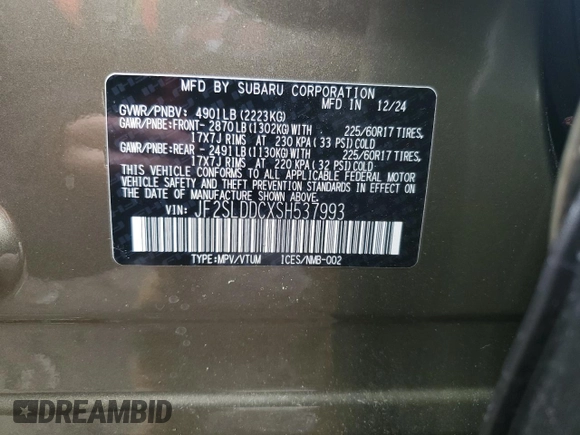 MFD BY SUBARU CORPORATION
12/24
GVWR/PNBV: 4901LB(2223KG)
GAWR/PNBE:FRONT- 2870LB(1302KG)WITH 225/60R17 TIRES,
17X7J RIMS AT 230 KPA( 33 PSI)COLD
GAWR/PNBE:REAR - 2491LB(1130KG)WITH 225/60R17 TIRES,
17X7J RIMS AT 220 KPA( 32 PSI)COLD
THIS VEHICLE CONFORMS TO ALL APPLICABLE FEDERAL MOTOR
VEHICLE SAFETY AND THEFT PREVENTION STANDARDS IN EFFECT ON
THE DATE OF MANUFACTURE SHOWN ABOVE.
VIN: JF2SLDDCXSH537993
TYPE:MPV/VTUM ICES/NMB-002
DREAMBID